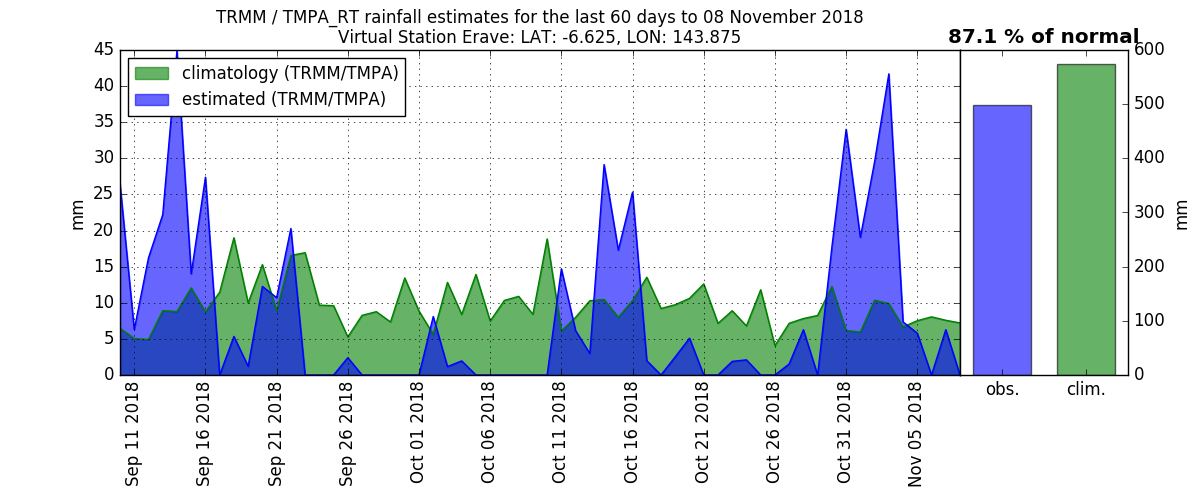 TRMM / TMPA_RT rainfall estimates for the last 60 days to 08 November 2018
Virtual Station Erave: LAT: -6.625, LON: 143.875
87.1 % of normal
climatology (TRMM/TMPA)
estimated (TRMM/TMPA)
45
40
35
30
25
20
15
10
5
0
mm
Sep 11 2018
Sep 16 2018
Sep 21 2018
Sep 26 2018
Oct 01 2018
Oct 06 2018
Oct 11 2018
Oct 16 2018
Oct 21 2018
Oct 26 2018
Oct 31 2018
Nov 05 2018
600
500
400
300
200
100
0
mm
obs.
clim.